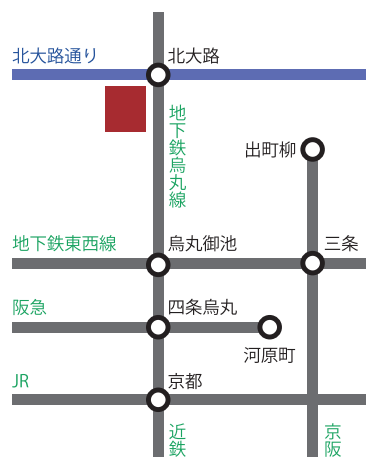 北大路通り
北大路
地下鉄烏丸線
出町柳
地下鉄東西線
烏丸御池
三条
阪急
四条烏丸
河原町
JR
京都
近鉄
京阪